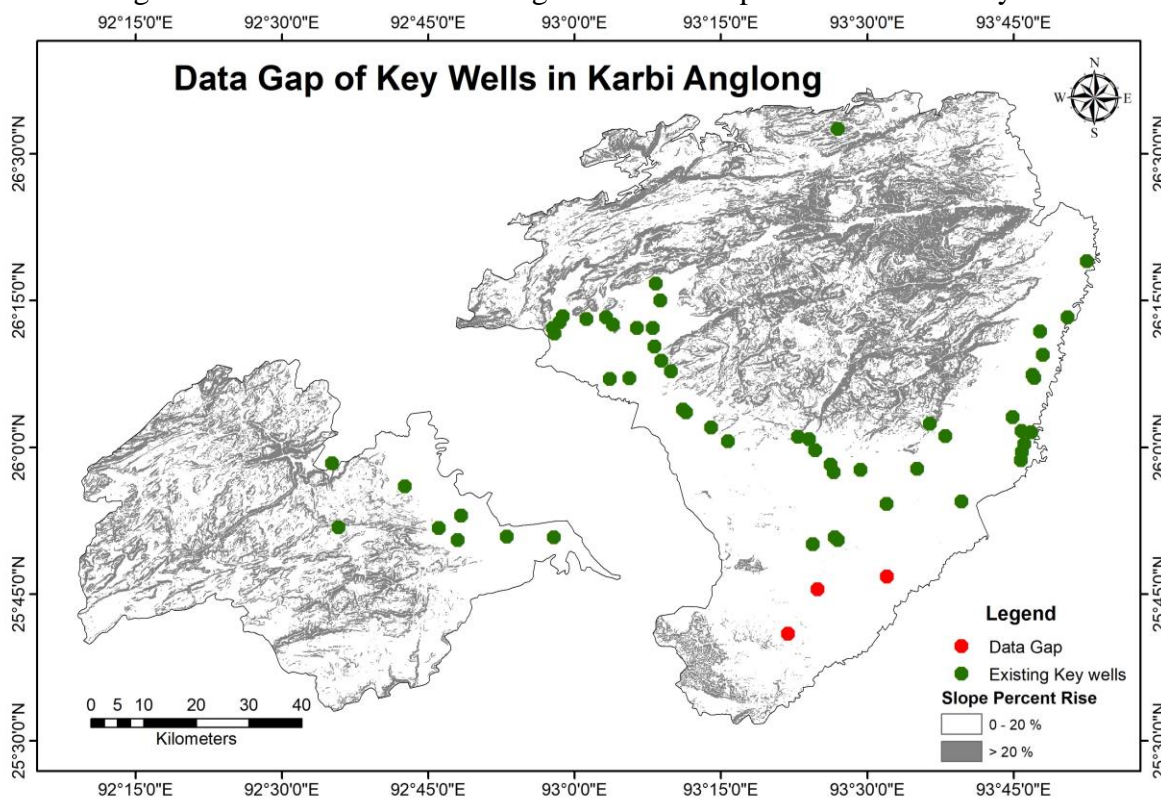 92°15'0"E 92°30'0"E 92°45'0"E 93°0'0"E 93°15'0"E 93°30'0"E 93°45'0"E
Data Gap of Key Wells in Karbi Anglong
N
W E
S
26°30'0"N 26°30'0"N
26°15'0"N 26°15'0"N
26°0'0"N 26°0'0"N
25°45'0"N 25°45'0"N
25°30'0"N 25°30'0"N
Legend
Data Gap
Existing Key wells
Slope Percent Rise
0 - 20 %
> 20 %
0 5 10 20 30 40
Kilometers
92°15'0"E 92°30'0"E 92°45'0"E 93°0'0"E 93°15'0"E 93°30'0"E 93°45'0"E